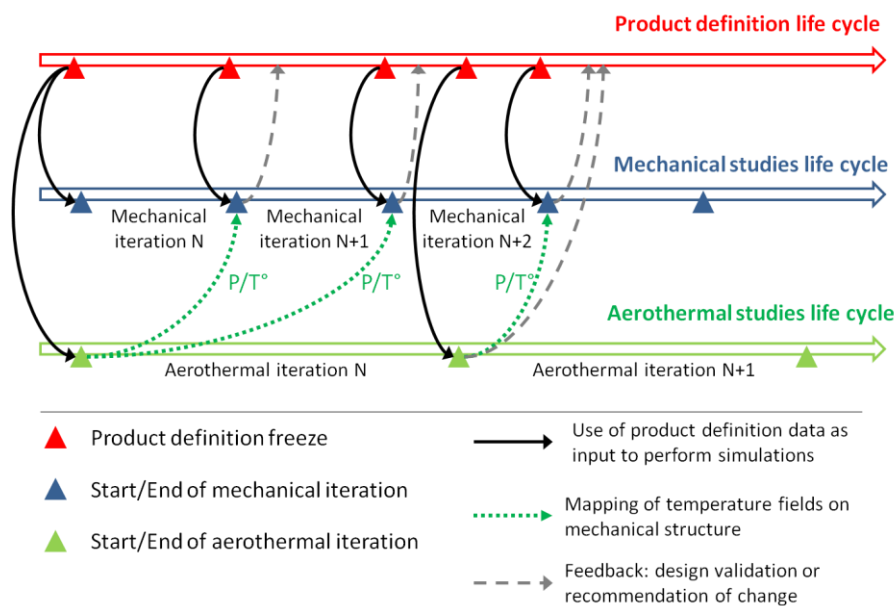 Product definition life cycle
Mechanical studies life cycle
Mechanical
iteration N
Mechanical
iteration N+1
Mechanical
iteration N+2
P/T°
P/T°
P/T°
Aerothermal studies life cycle
Aerothermal iteration N
Aerothermal iteration N+1
Product definition freeze
Start/End of mechanical iteration
Start/End of aerothermal iteration
Use of product definition data as
input to perform simulations
Mapping of temperature fields on
mechanical structure
Feedback: design validation or
recommendation of change